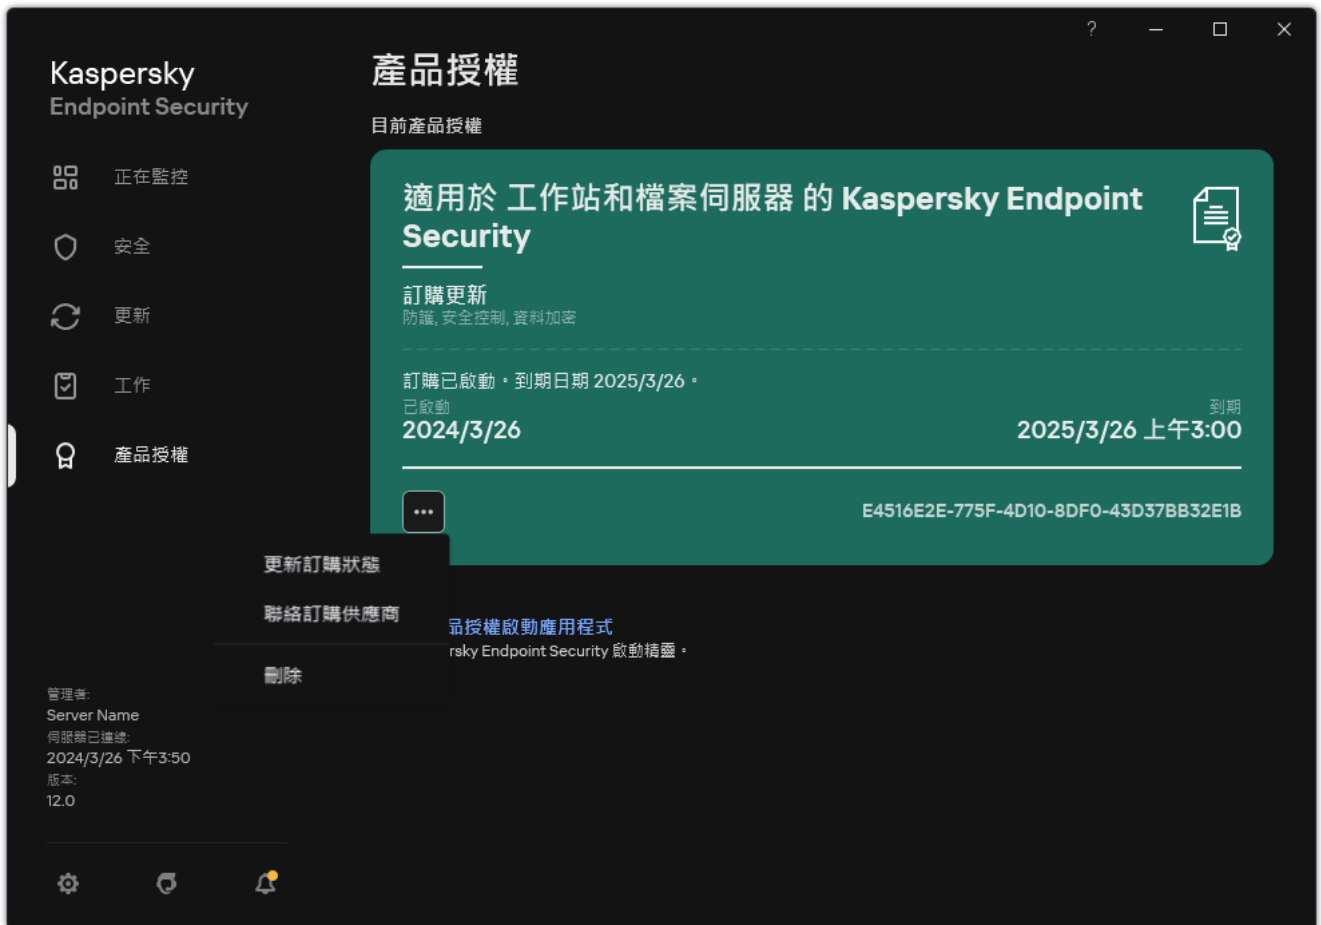 Kaspersky
Endpoint Security
正在監控
安全
更新
工作
產品授權
管理者:
Server Name
伺服器已連線:
2024/3/26 下午3:50
版本:
12.0
產品授權
目前產品授權
適用於 工作站和檔案伺服器 的 Kaspersky Endpoint
Security
訂購更新
防護, 安全控制, 資料加密
訂購已啟動。到期日期 2025/3/26。
已啟動
到期
2024/3/26
2025/3/26 上午3:00
E4516E2E-775F-4D10-8DF0-43D37BB32E1B
更新訂購狀態
聯絡訂購供應商
刪除
品授權啟動應用程式
rsky Endpoint Security 啟動精靈。